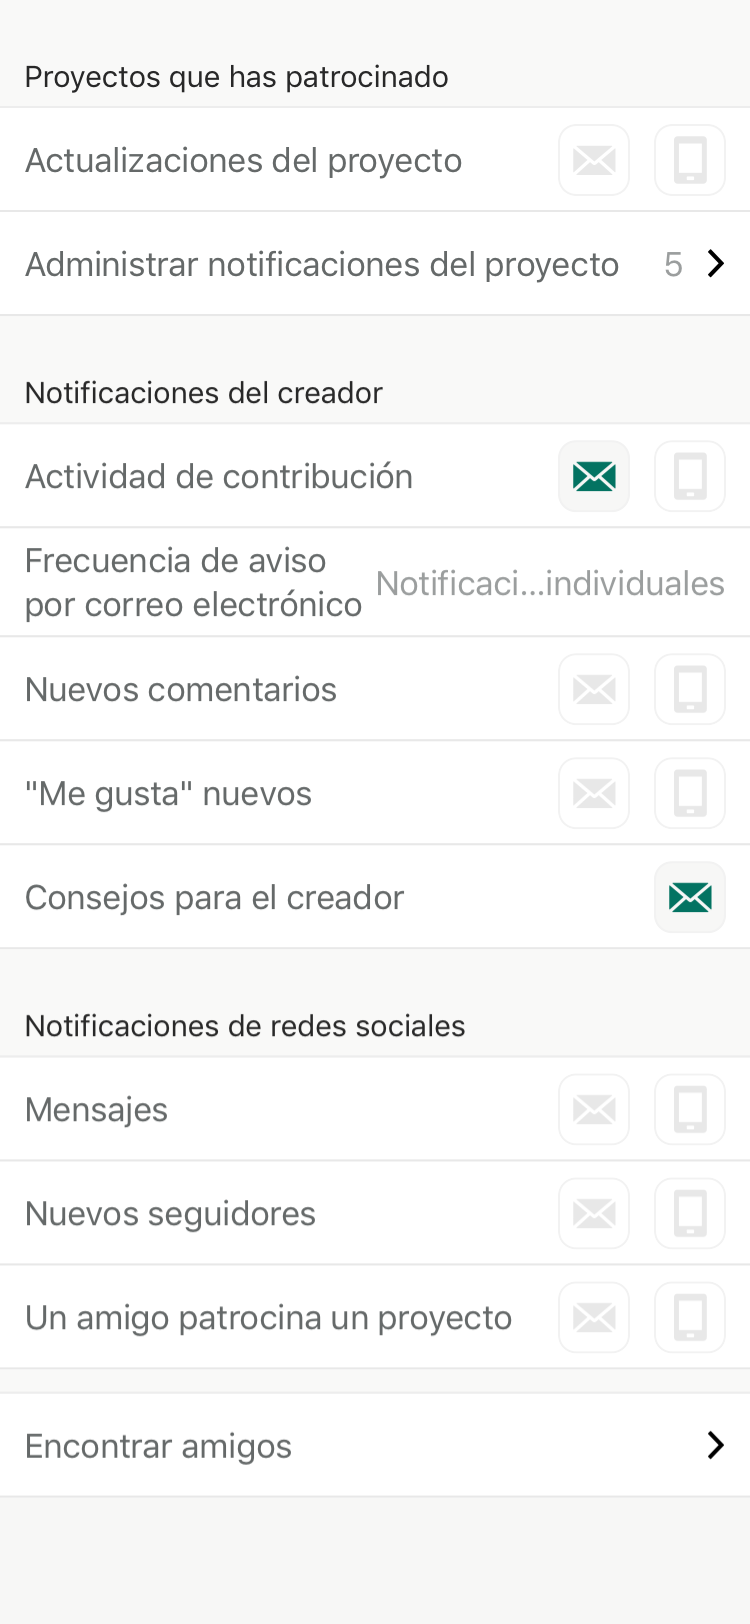 Proyectos que has patrocinado
Actualizaciones del proyecto
Administrar notificaciones del proyecto 5
Notificaciones del creador
Actividad de contribución
Frecuencia de aviso
por correo electrónico
Notificaci...individuales
Nuevos comentarios
"Me gusta" nuevos
Consejos para el creador
Notificaciones de redes sociales
Mensajes
Nuevos seguidores
Un amigo patrocina un proyecto
Encontrar amigos